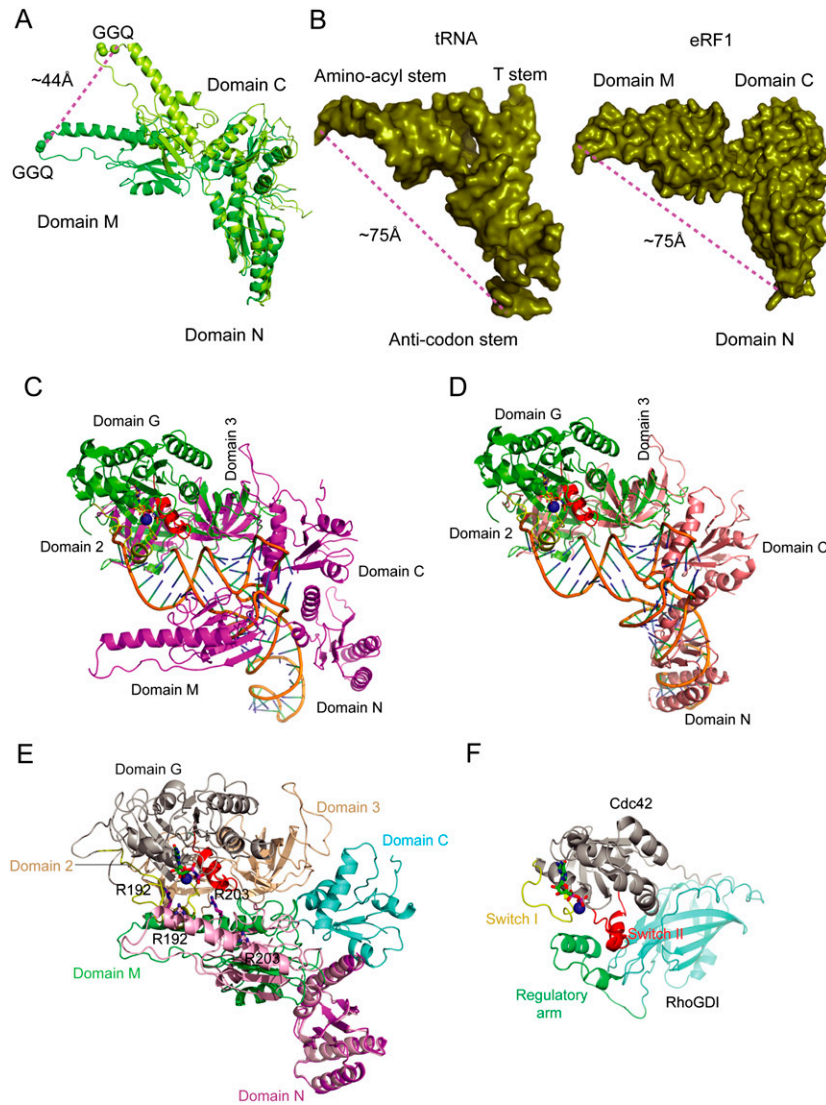 A
GGQ
~44Å
Domain C
GGQ
Domain M
Domain N
B
tRNA
eRF1
Amino-acyl stem
T stem
Domain M
Domain C
~75Å
~75Å
Anti-codon stem
Domain N
C
Domain G
Domain 3
Domain 2
Domain C
Domain M
Domain N
D
Domain G
Domain 3
Domain 2
Domain C
Domain N
E
Domain G
Domain 3
Domain C
Domain 2
R192
R203
R192
R203
Domain M
Domain N
F
Cdc42
Switch I
Switch II
Regulatory
arm
RhoGDI